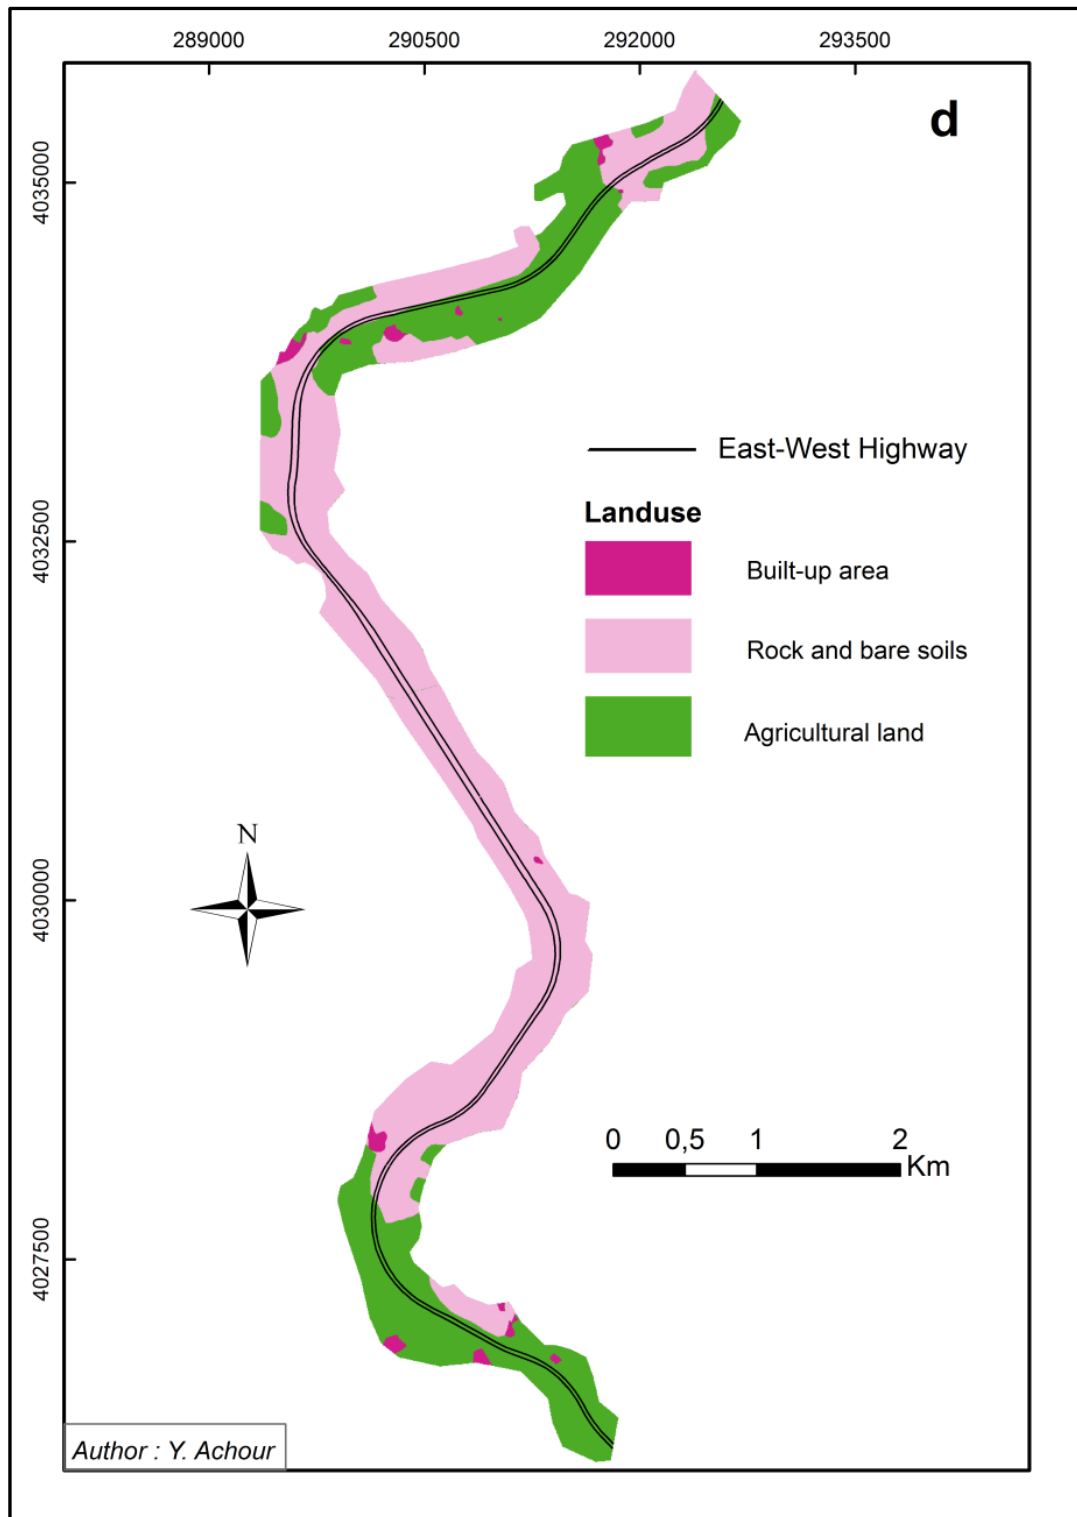 289000 290500 292000 293500
d
4035000
4032500
4030000
4027500
East-West Highway
Landuse
Built-up area
Rock and bare soils
Agricultural land
N
0 0,5 1 2
Km
Author : Y. Achour